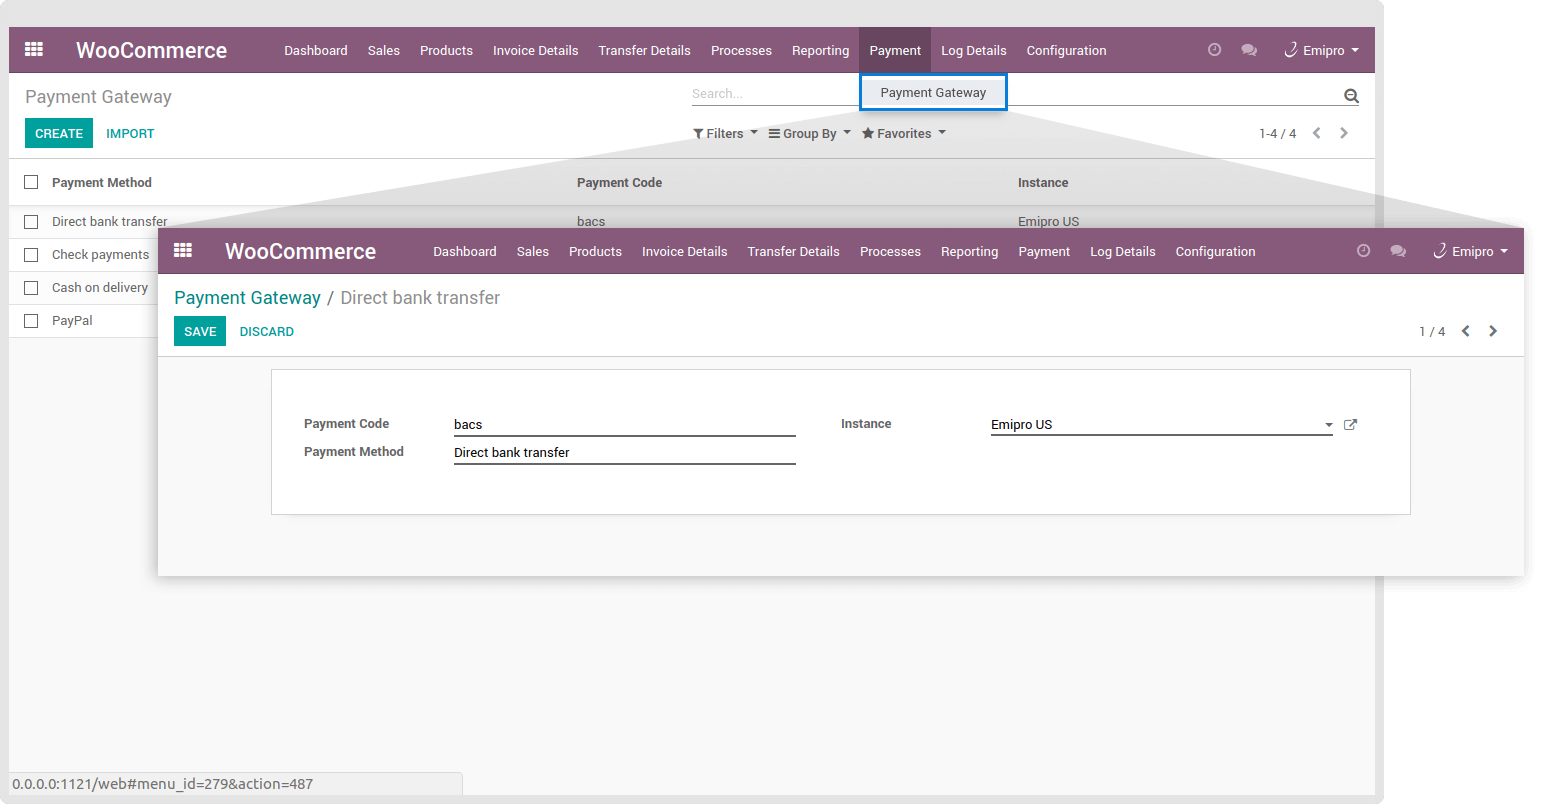 WooCommerce Dashboard Sales Products Invoice Details Transfer Details Processes Reporting Payment Log Details Configuration Emipro
Payment Gateway Search... Payment Gateway
CREATE IMPORT Filters Group By Favorites 1-4 / 4
Payment Method Payment Code Instance
Direct bank transfer bacs Emipro US
Check payments
Cash on delivery
PayPal
WooCommerce Dashboard Sales Products Invoice Details Transfer Details Processes Reporting Payment Log Details Configuration Emipro
Payment Gateway / Direct bank transfer
SAVE DISCARD 1 / 4
Payment Code bacs Instance Emipro US
Payment Method Direct bank transfer
0.0.0.0:1121/web#menu_id=279&action=487